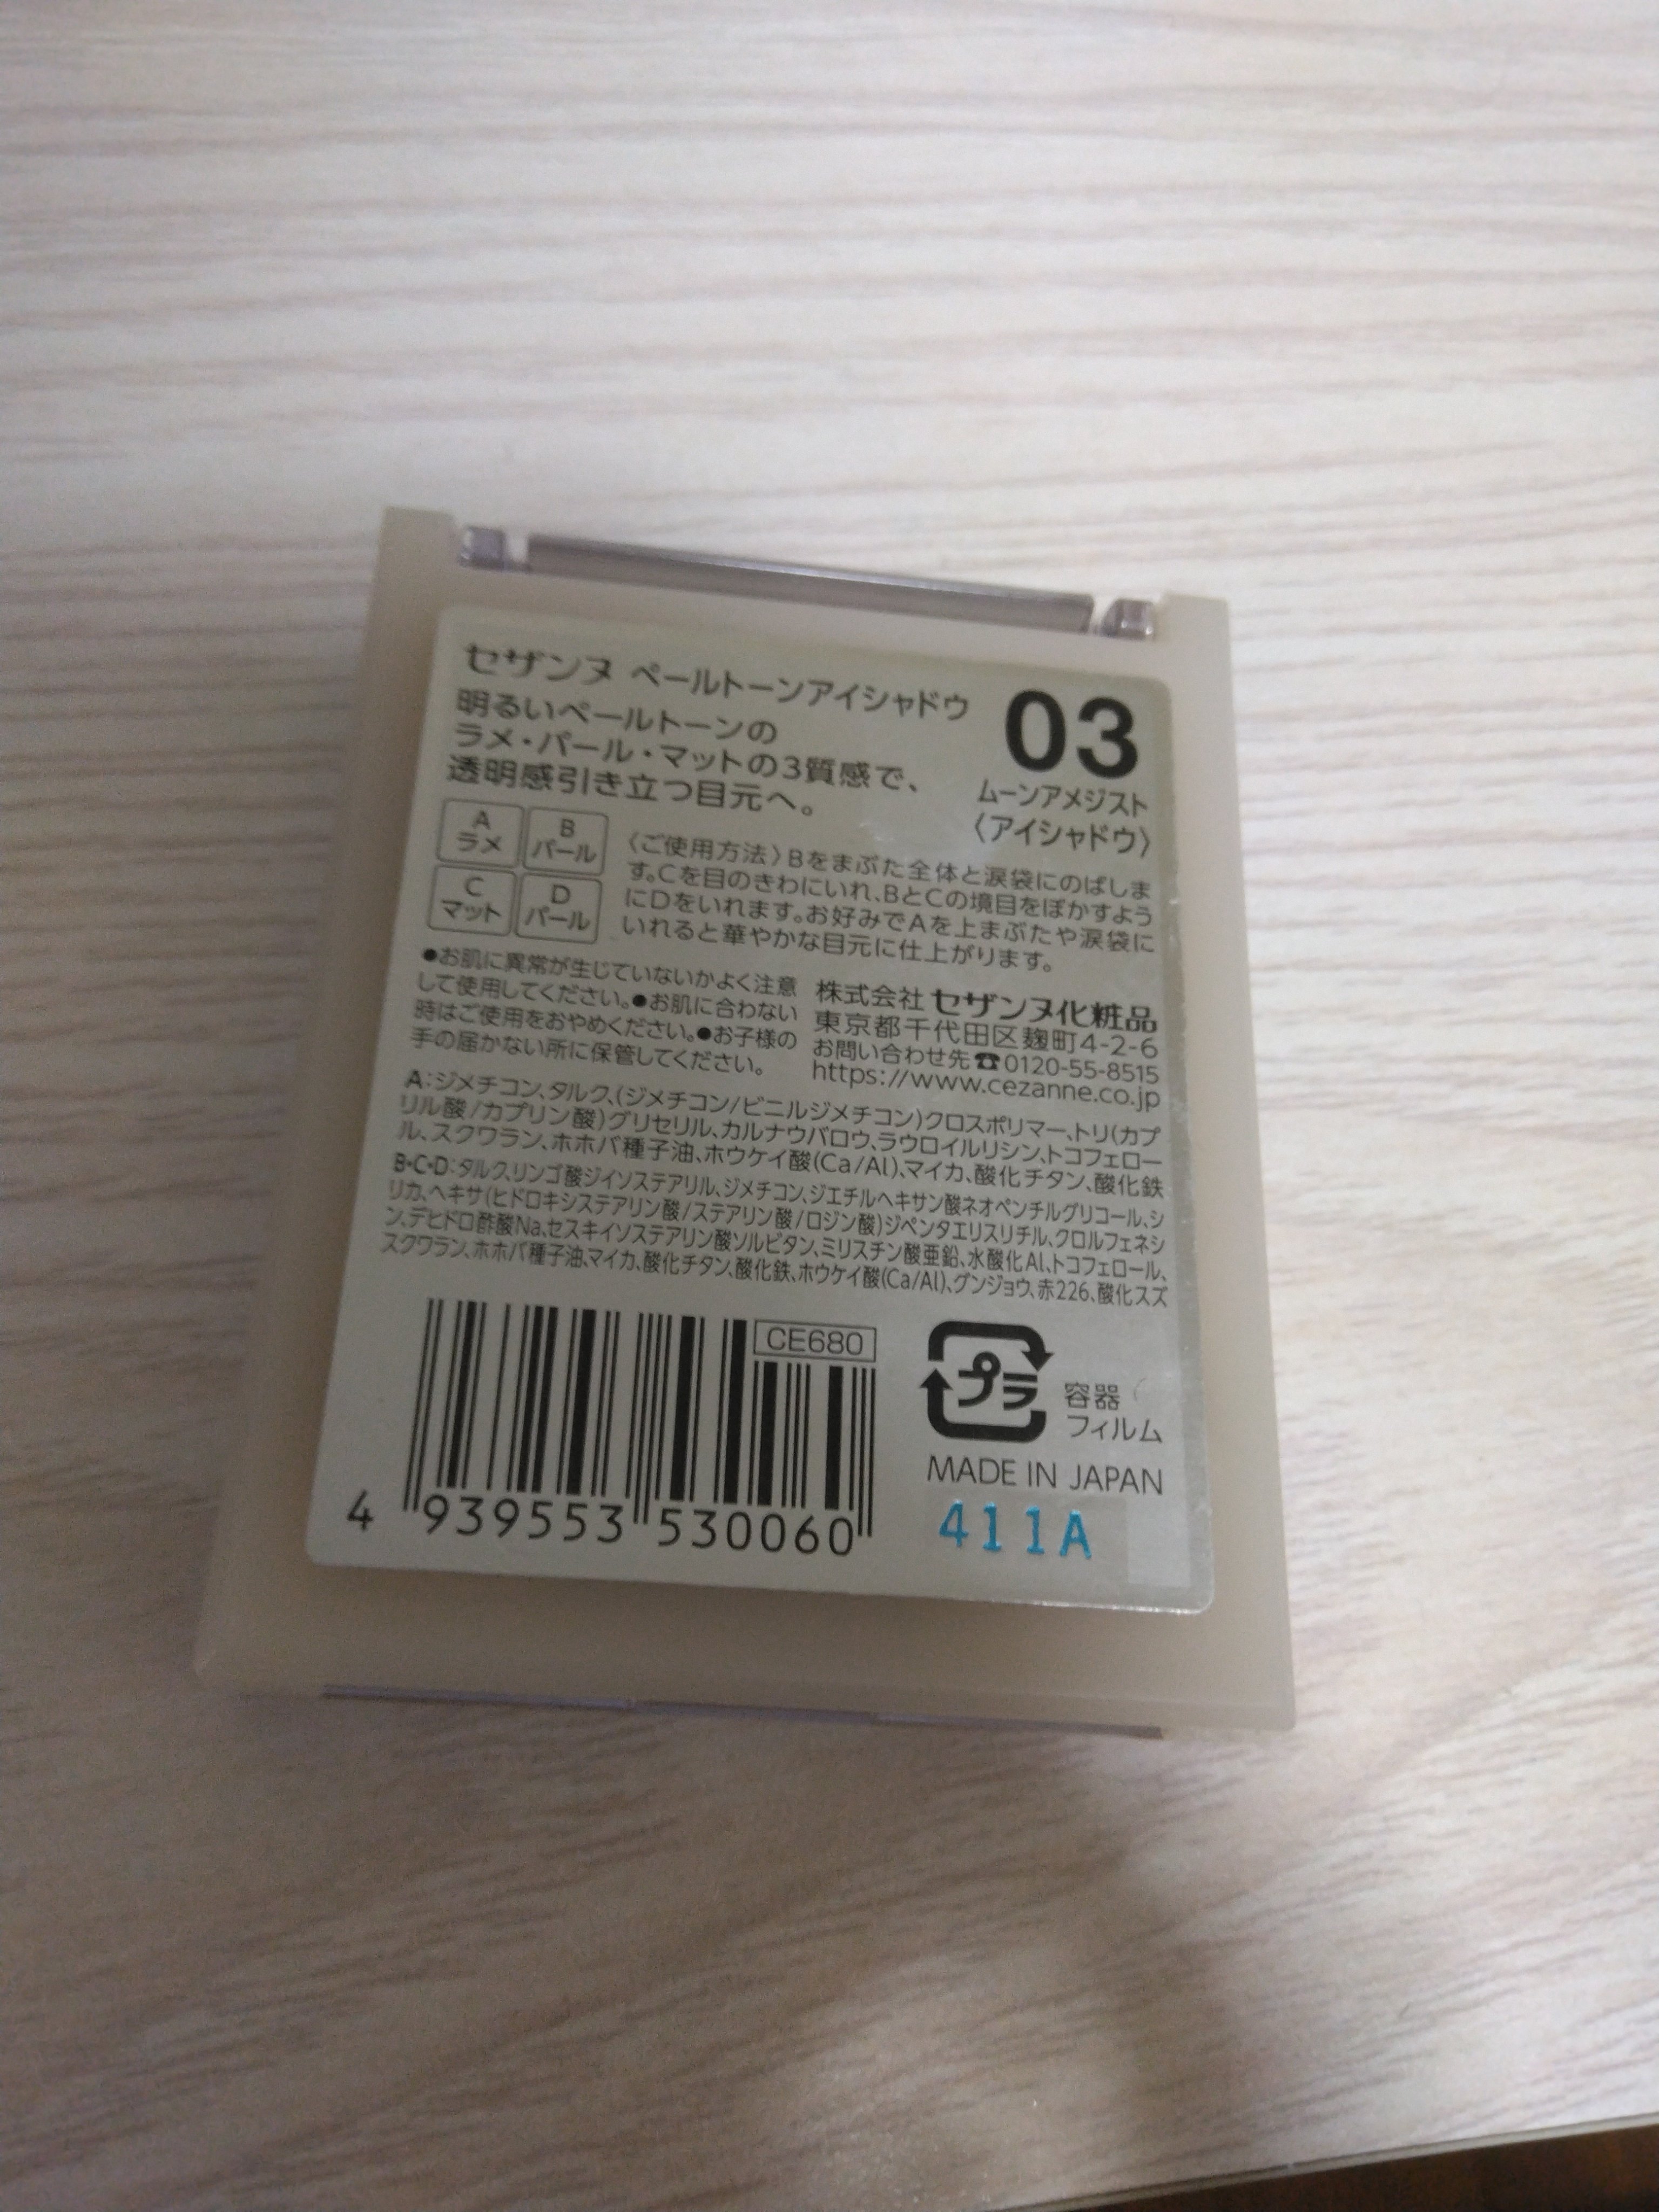 セザンヌ ペールトーンアイシャドウ
明るいペールトーンの
ラメ・パール・マットの3質感で、
透明感引き立つ目元へ。
03
ムーンアメジスト
〈アイシャドウ〉
A
ラメ
B
パール
C
マット
D
パール
〈ご使用方法〉Bをまぶた全体と涙袋にのばしま
す。Cを目のきわにいれ、BとCの境目をぼかすよう
にDをいれます。お好みでAを上まぶたや涙袋に
いれると華やかな目元に仕上がります。
●お肌に異常が生じていないかよく注意
して使用してください。●お肌に合わない
時はご使用をおやめください。●お子様の
手の届かない所に保管してください。
株式会社 セザンヌ化粧品
東京都千代田区麹町4-2-6
お問い合わせ先☎0120-55-8515
https://www.cezanne.co.jp
A:ジメチコン、タルク、(ジメチコン/ビニルジメチコン)クロスポリマー、トリ(カプ
リル酸/カプリン酸)グリセリル、カルナウバロウ、ラウロイルリシン、トコフェロー
ル、スクワラン、ホホバ種子油、ホウケイ酸(Ca/Al)、マイカ、酸化チタン、酸化鉄
B・C・D:タルク、リンゴ酸ジイソステアリル、ジメチコン、ジエチルヘキサン酸ネオペンチルグリコール、シ
リカ、ヘキサ(ヒドロキシステアリン酸/ステアリン酸/ロジン酸)ジペンタエリスリチル、クロルフェネシ
ン、デヒドロ酢酸Na、セスキイソステアリン酸ソルビタン、ミリスチン酸亜鉛、水酸化Al、トコフェロール、
スクワラン、ホホバ種子油、マイカ、酸化チタン、酸化鉄、ホウケイ酸(Ca/Al)、グンジョウ、赤226、酸化スズ
CE680
4 939553 530060
プラ
容器
フィルム
MADE IN JAPAN
411A